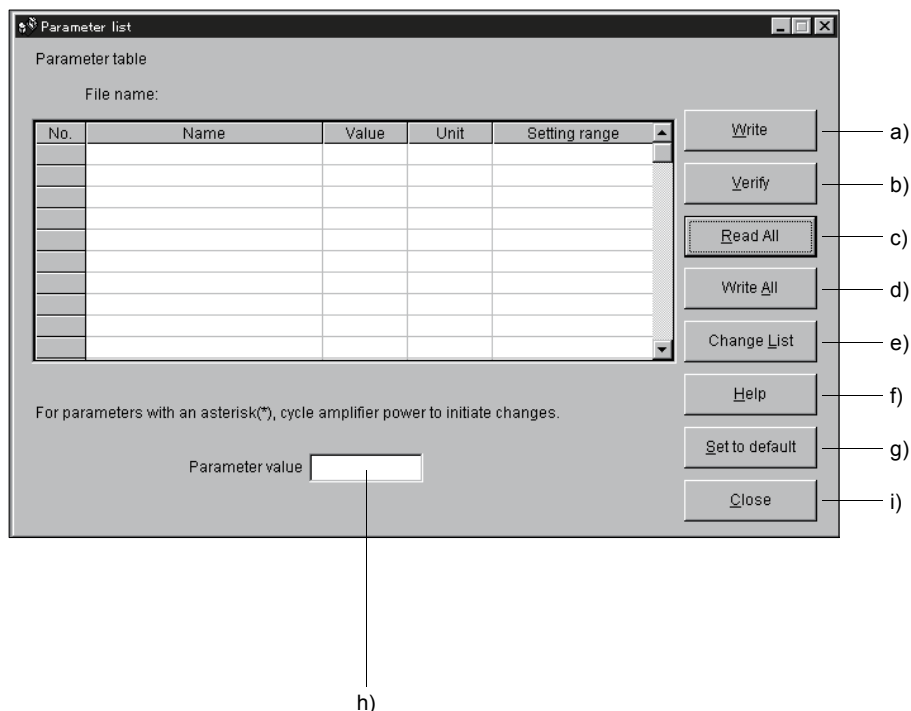 Parameter list
Parameter table
File name:
No. Name Value Unit Setting range
Write a)
Verify b)
Read All c)
Write All d)
Change List e)
Help f)
For parameters with an asterisk(*), cycle amplifier power to initiate changes.
Set to default g)
Parameter value
Close i)
h)